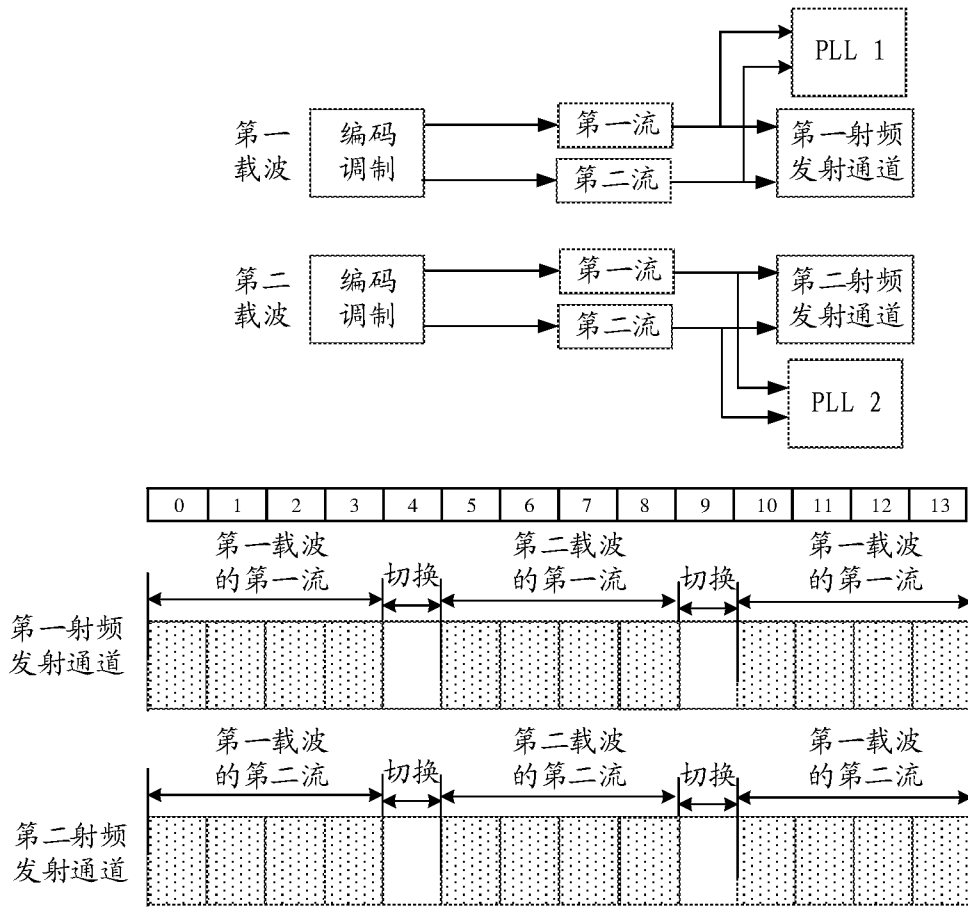 PLL 1
第一
载波
编码
调制
第一流
第二流
第一射频
发射通道
第二
载波
编码
调制
第一流
第二流
第二射频
发射通道
PLL 2
0 1 2 3 4 5 6 7 8 9 10 11 12 13
第一载波
的第一流
切换
第二载波
的第一流
切换
第一载波
的第一流
第一射频
发射通道
第一载波
的第二流
切换
第二载波
的第二流
切换
第一载波
的第二流
第二射频
发射通道